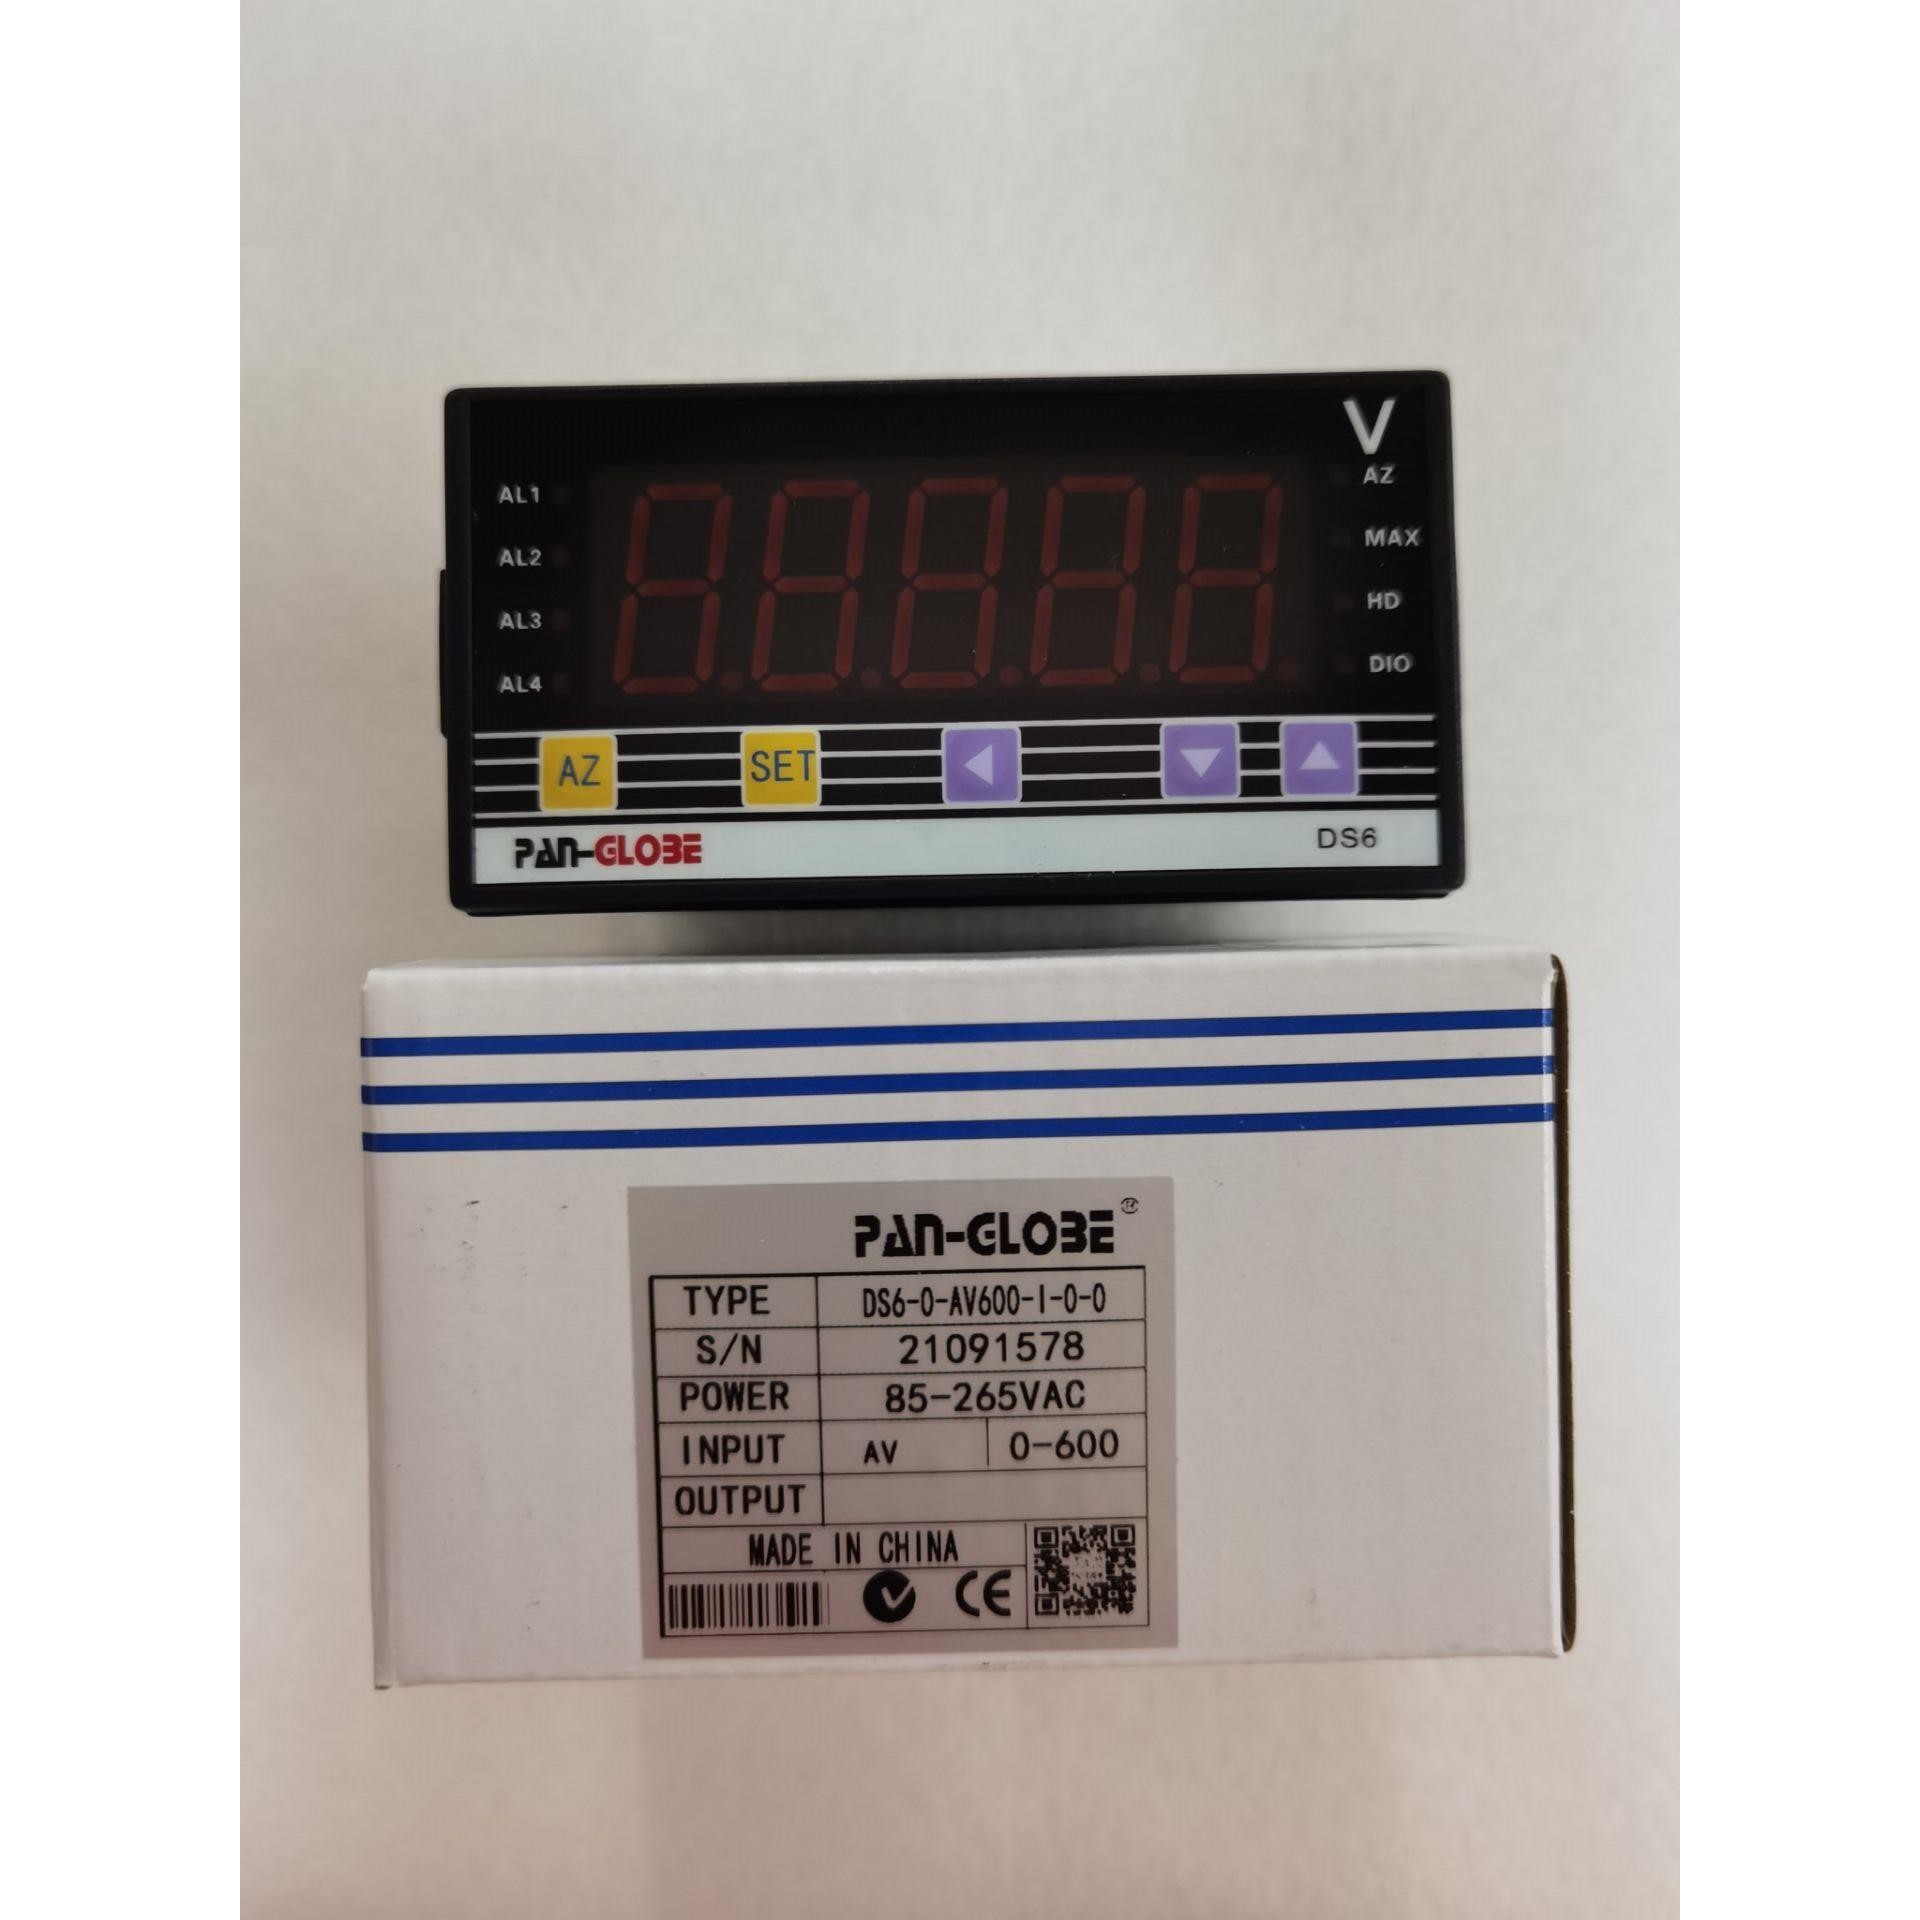 V
AL1 AZ
AL2 MAX
AL3 HD
AL4 DIO
AZ SET
PAN-GLOBE DS6
PAN-GLOBE®
TYPE DS6-0-AV600-I-0-0
S/N 21091578
POWER 85-265VAC
INPUT AV 0-600
OUTPUT
MADE IN CHINA
CE